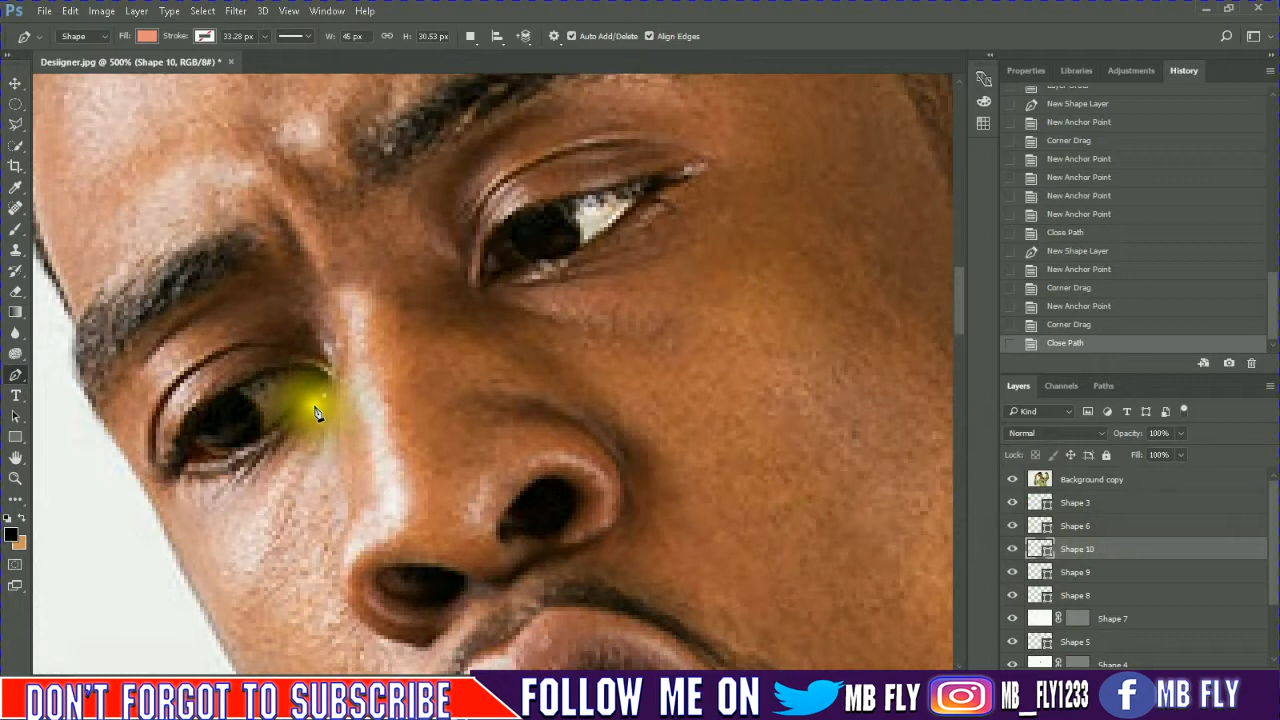 Ps File Edit Image Layer Type Select Filter 3D View Window Help
Shape Fill: Stroke: 33.28 px W: 45 px H: 30.53 px Auto Add/Delete Align Edges
Desiigner.jpg @ 500% (Shape 10, RGB/8#) *
Properties Libraries Adjustments History
New Shape Layer
New Anchor Point
Corner Drag
New Anchor Point
New Anchor Point
New Anchor Point
New Anchor Point
Close Path
New Shape Layer
New Anchor Point
Corner Drag
New Anchor Point
Corner Drag
Close Path
Layers Channels Paths
Kind
Normal Opacity: 100%
Lock: Fill: 100%
Background copy
Shape 3
Shape 6
Shape 10
Shape 9
Shape 8
Shape 7
Shape 5
Shape 4
DON'T FORGOT TO SUBSCRIBE FOLLOW ME ON MB FLY MB_FLY1233 f MB FLY